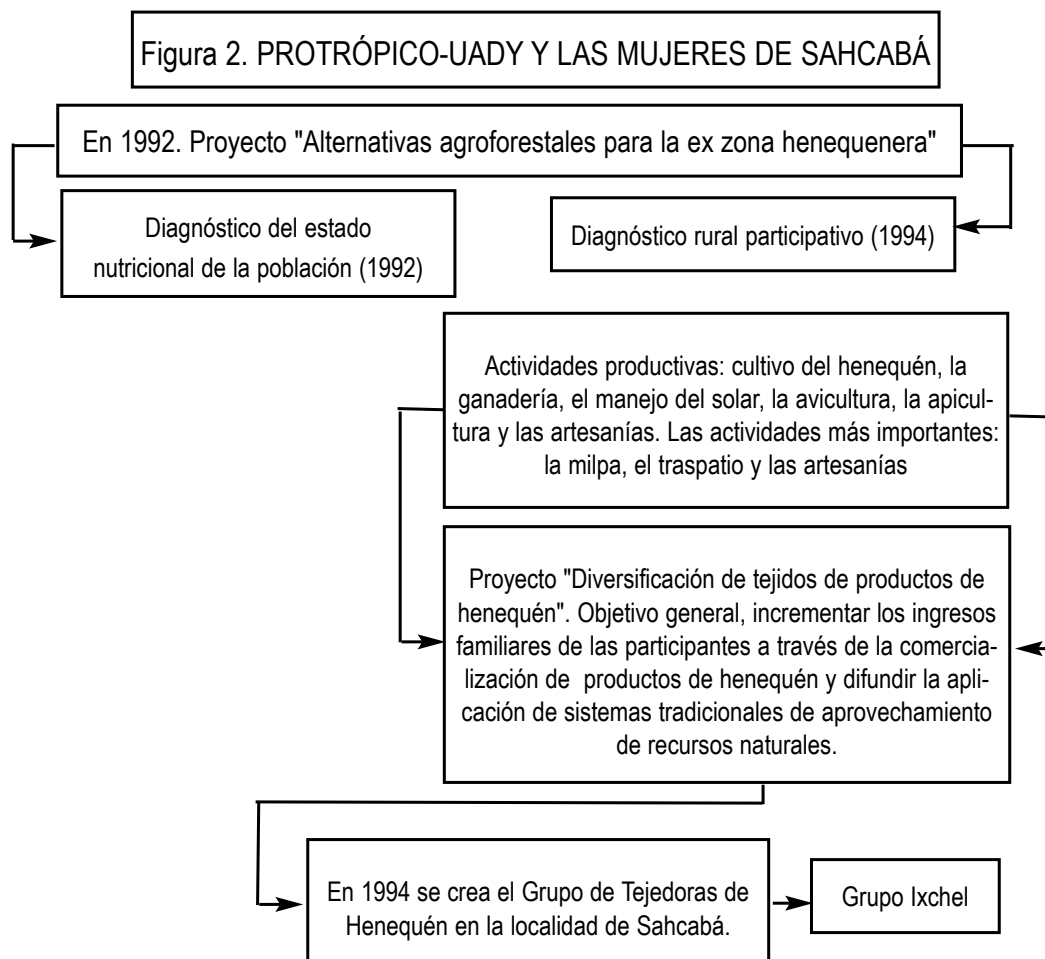 Figura 2. PROTRÓPICO-UADY Y LAS MUJERES DE SAHCABÁ
En 1992. Proyecto "Alternativas agroforestales para la ex zona henequenera"
Diagnóstico del estado
nutricional de la población (1992)
Diagnóstico rural participativo (1994)
Actividades productivas: cultivo del henequén, la
ganadería, el manejo del solar, la avicultura, la apicul-
tura y las artesanías. Las actividades más importantes:
la milpa, el traspatio y las artesanías
Proyecto "Diversificación de tejidos de productos de
henequén". Objetivo general, incrementar los ingresos
familiares de las participantes a través de la comercia-
lización de productos de henequén y difundir la apli-
cación de sistemas tradicionales de aprovechamiento
de recursos naturales.
En 1994 se crea el Grupo de Tejedoras de
Henequén en la localidad de Sahcabá.
Grupo Ixchel